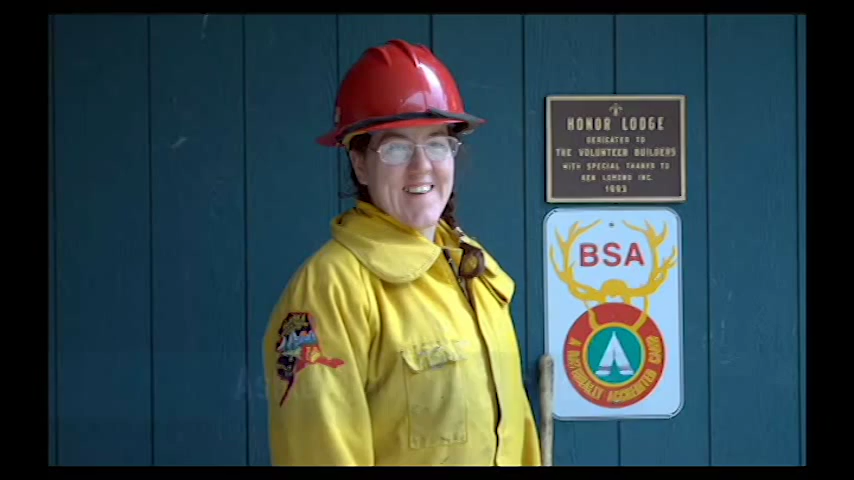 HONOR LODGE
DEDICATED TO
THE VOLUNTEER BUILDERS
WITH SPECIAL THANKS TO
BEN LOMOND INC.
1993
BSA
A NATIONALLY ACCREDITED CAMP